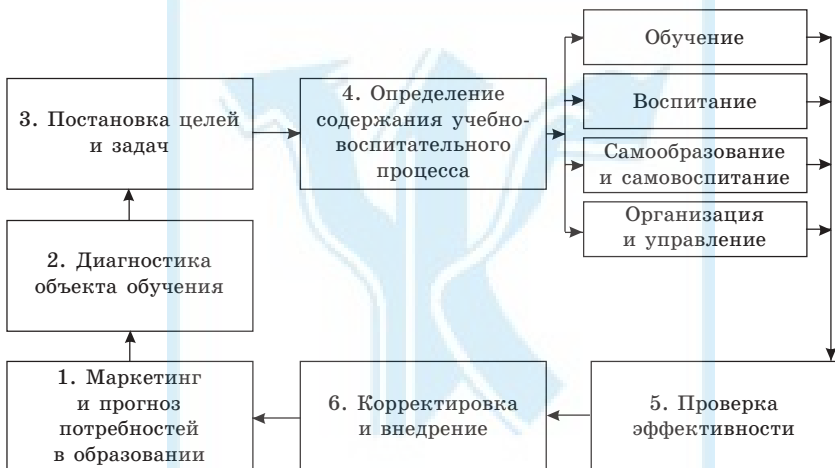 3. Постановка целей
и задач
4. Определение
содержания учебно-
воспитательного
процесса
Обучение
Воспитание
Самообразование
и самовоспитание
Организация
и управление
2. Диагностика
объекта обучения
1. Маркетинг
и прогноз
потребностей
в образовании
6. Корректировка
и внедрение
5. Проверка
эффективности